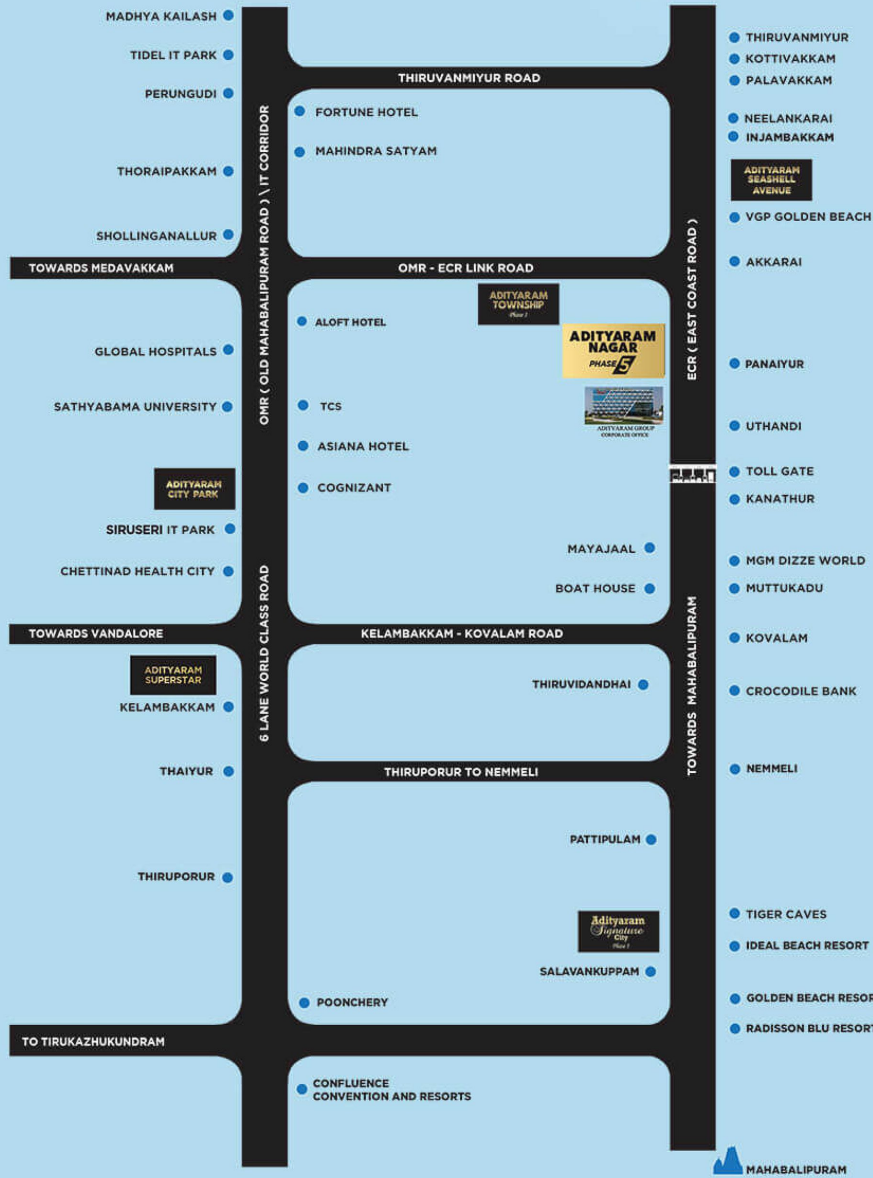 MADHYA KAILASH
TIDEL IT PARK
PERUNGUDI
THORAIPAKKAM
SHOLLINGANALLUR
TOWARDS MEDAVAKKAM
GLOBAL HOSPITALS
SATHYABAMA UNIVERSITY
ADITYARAM
CITY PARK
SIRUSERI IT PARK
CHETTINAD HEALTH CITY
TOWARDS VANDALORE
ADITYARAM
SUPERSTAR
KELAMBAKKAM
THAIYUR
THIRUPORUR
TO TIRUKAZHUKUNDRAM
OMR ( OLD MAHABALIPURAM ROAD ) \ IT CORRIDOR
6 LANE WORLD CLASS ROAD
THIRUVANMIYUR ROAD
FORTUNE HOTEL
MAHINDRA SATYAM
OMR - ECR LINK ROAD
ADITYARAM
TOWNSHIP
ALOFT HOTEL
ADITYARAM
NAGAR
PHASE 5
TCS
ADITYARAM GROUP
CORPORATE OFFICE
ASIANA HOTEL
COGNIZANT
MAYAJAAL
BOAT HOUSE
KELAMBAKKAM - KOVALAM ROAD
THIRUVIDANDHAI
THIRUPORUR TO NEMMELI
PATTIPULAM
Adityaram
Signature
City
SALAVANKUPPAM
POONCHERY
CONFLUENCE
CONVENTION AND RESORTS
ECR ( EAST COAST ROAD )
TOWARDS MAHABALIPURAM
THIRUVANMIYUR
KOTTIVAKKAM
PALAVAKKAM
NEELANKARAI
INJAMBAKKAM
ADITYARAM
SEASHELL
AVENUE
VGP GOLDEN BEACH
AKKARAI
PANAIYUR
UTHANDI
TOLL GATE
KANATHUR
MGM DIZZE WORLD
MUTTUKADU
KOVALAM
CROCODILE BANK
NEMMELI
TIGER CAVES
IDEAL BEACH RESORT
GOLDEN BEACH RESOR
RADISSON BLU RESORT
MAHABALIPURAM